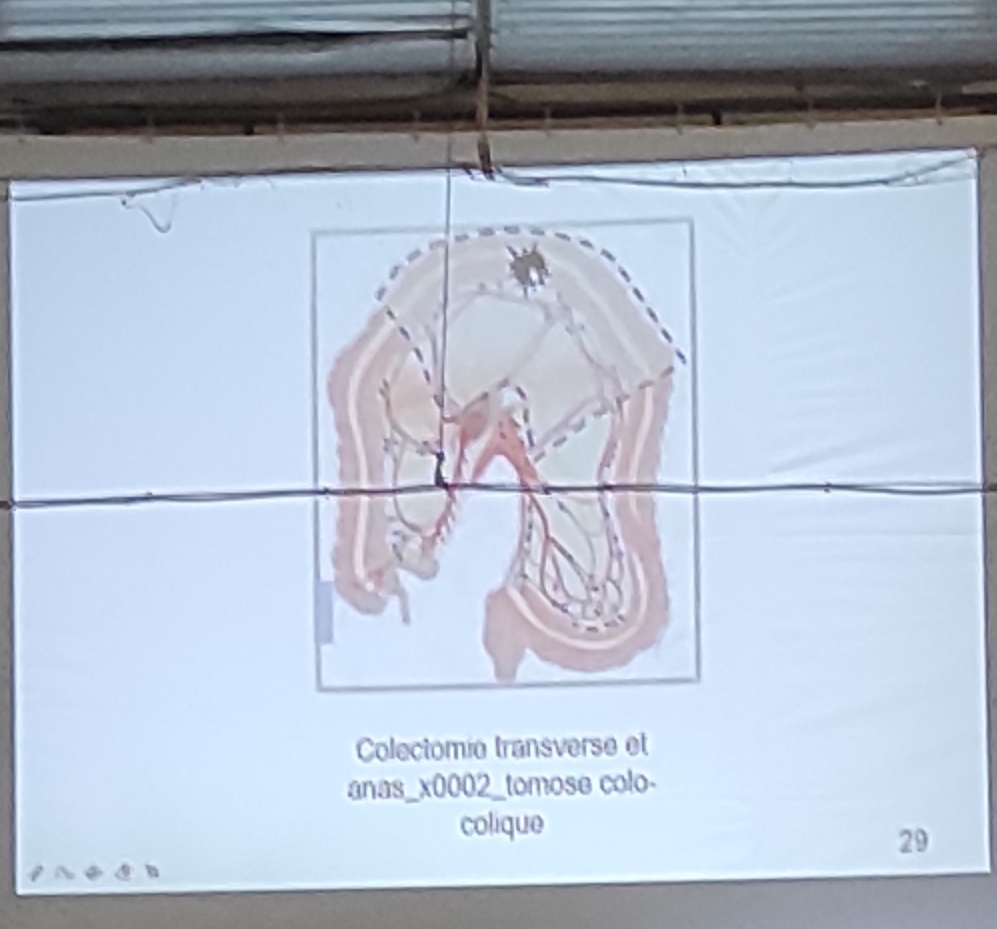 Colectomie transverse et
anas_x0002_tomose colo-
colique
29